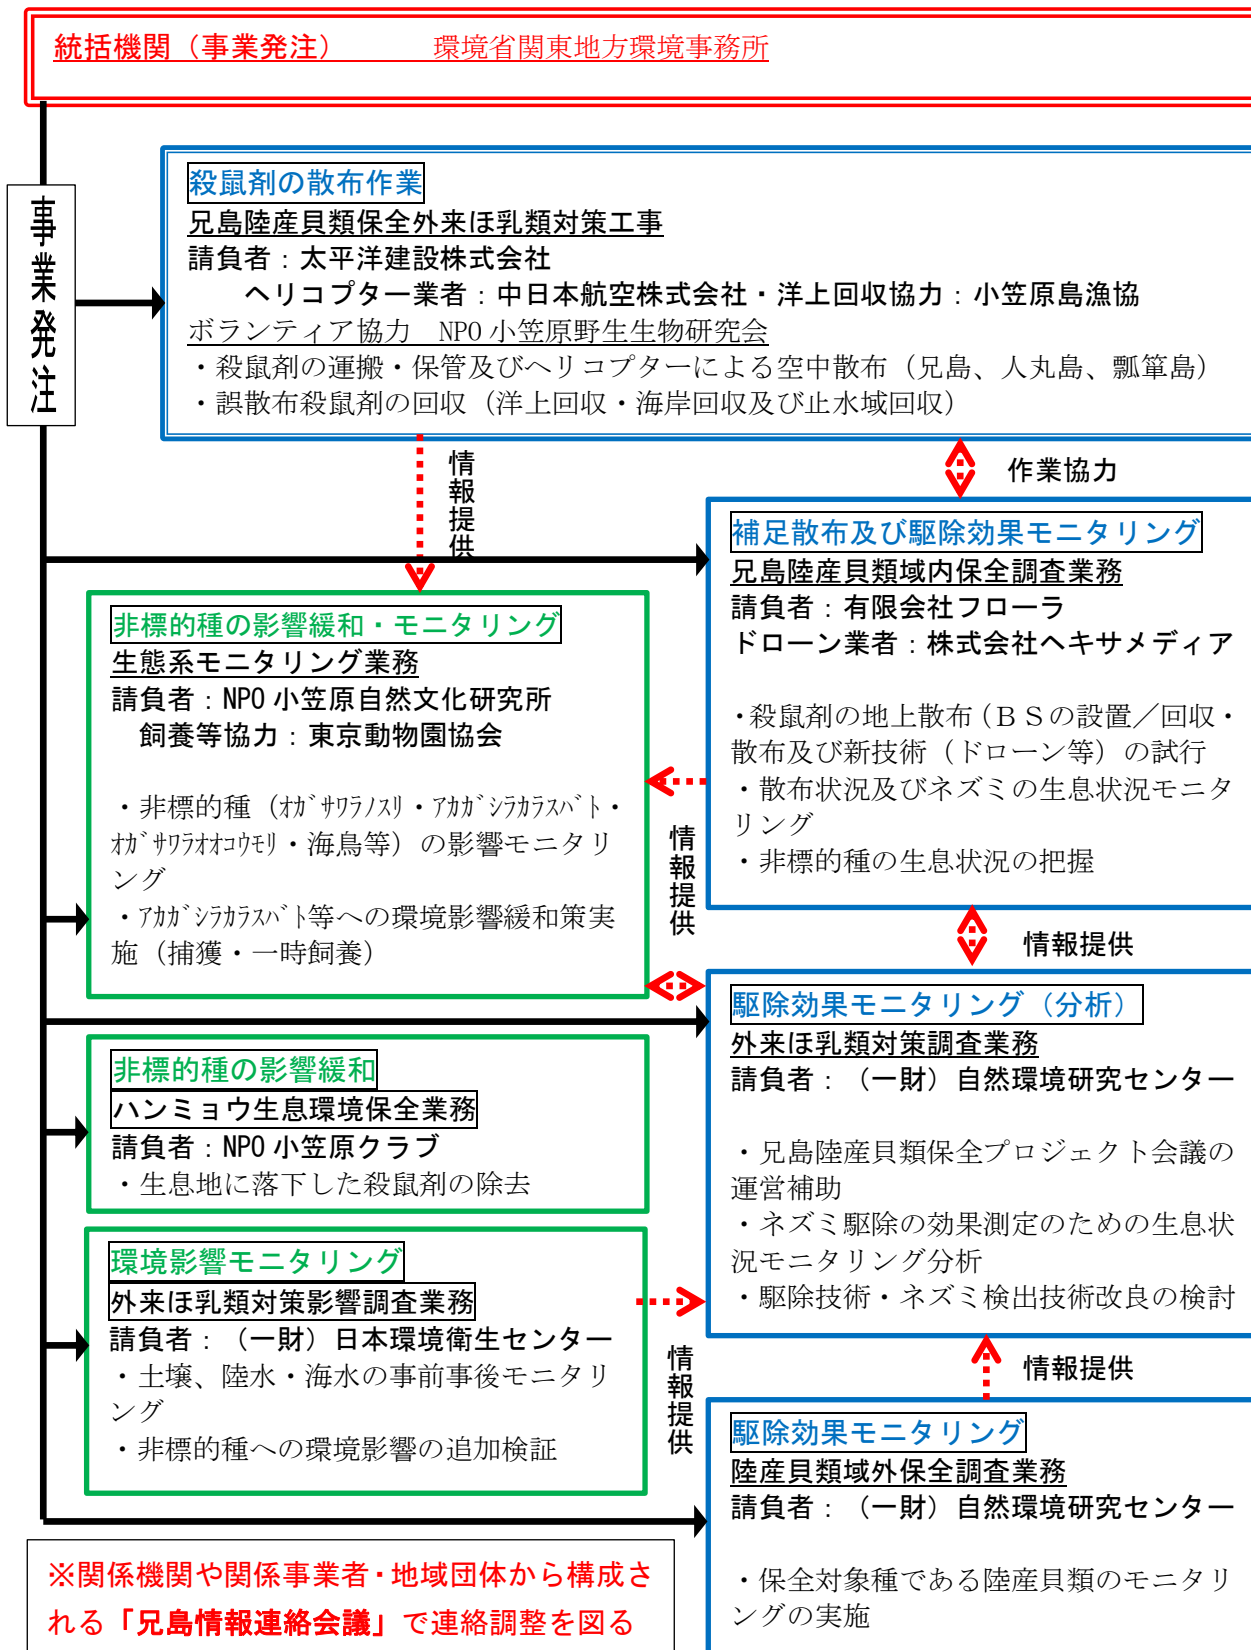 統括機関（事業発注）　　　環境省関東地方環境事務所
事業発注
殺鼠剤の散布作業
兄島陸産貝類保全外来ほ乳類対策工事
請負者：太平洋建設株式会社
ヘリコプター業者：中日本航空株式会社・洋上回収協力：小笠原島漁協
ボランティア協力　NPO 小笠原野生生物研究会
・殺鼠剤の運搬・保管及びヘリコプターによる空中散布（兄島、人丸島、瓢箪島）
・誤散布殺鼠剤の回収（洋上回収・海岸回収及び止水域回収）
情報提供
作業協力
補足散布及び駆除効果モニタリング
兄島陸産貝類域内保全調査業務
請負者：有限会社フローラ
ドローン業者：株式会社ヘキサメディア
・殺鼠剤の地上散布（ＢＳの設置／回収・
散布及び新技術（ドローン等）の試行
・散布状況及びネズミの生息状況モニタ
リング
・非標的種の生息状況の把握
非標的種の影響緩和・モニタリング
生態系モニタリング業務
請負者：NPO 小笠原自然文化研究所
飼養等協力：東京動物園協会
・非標的種（ｵｶﾞｻﾜﾗﾉｽﾘ・ｱｶｶﾞｼﾗｶﾗｽﾊﾞﾄ・
ｵｶﾞｻﾜﾗｵｵｺｳﾓﾘ・海鳥等）の影響モニタリ
ング
・ｱｶｶﾞｼﾗｶﾗｽﾊﾞﾄ等への環境影響緩和策実
施（捕獲・一時飼養）
情報提供
情報提供
駆除効果モニタリング（分析）
外来ほ乳類対策調査業務
請負者：（一財）自然環境研究センター
・兄島陸産貝類保全プロジェクト会議の
運営補助
・ネズミ駆除の効果測定のための生息状
況モニタリング分析
・駆除技術・ネズミ検出技術改良の検討
非標的種の影響緩和
ハンミョウ生息環境保全業務
請負者：NPO 小笠原クラブ
・生息地に落下した殺鼠剤の除去
環境影響モニタリング
外来ほ乳類対策影響調査業務
請負者：（一財）日本環境衛生センター
・土壌、陸水・海水の事前事後モニタリ
ング
・非標的種への環境影響の追加検証
情報提供
情報提供
駆除効果モニタリング
陸産貝類域外保全調査業務
請負者：（一財）自然環境研究センター
・保全対象種である陸産貝類のモニタリ
ングの実施
※関係機関や関係事業者・地域団体から構成さ
れる「兄島情報連絡会議」で連絡調整を図る